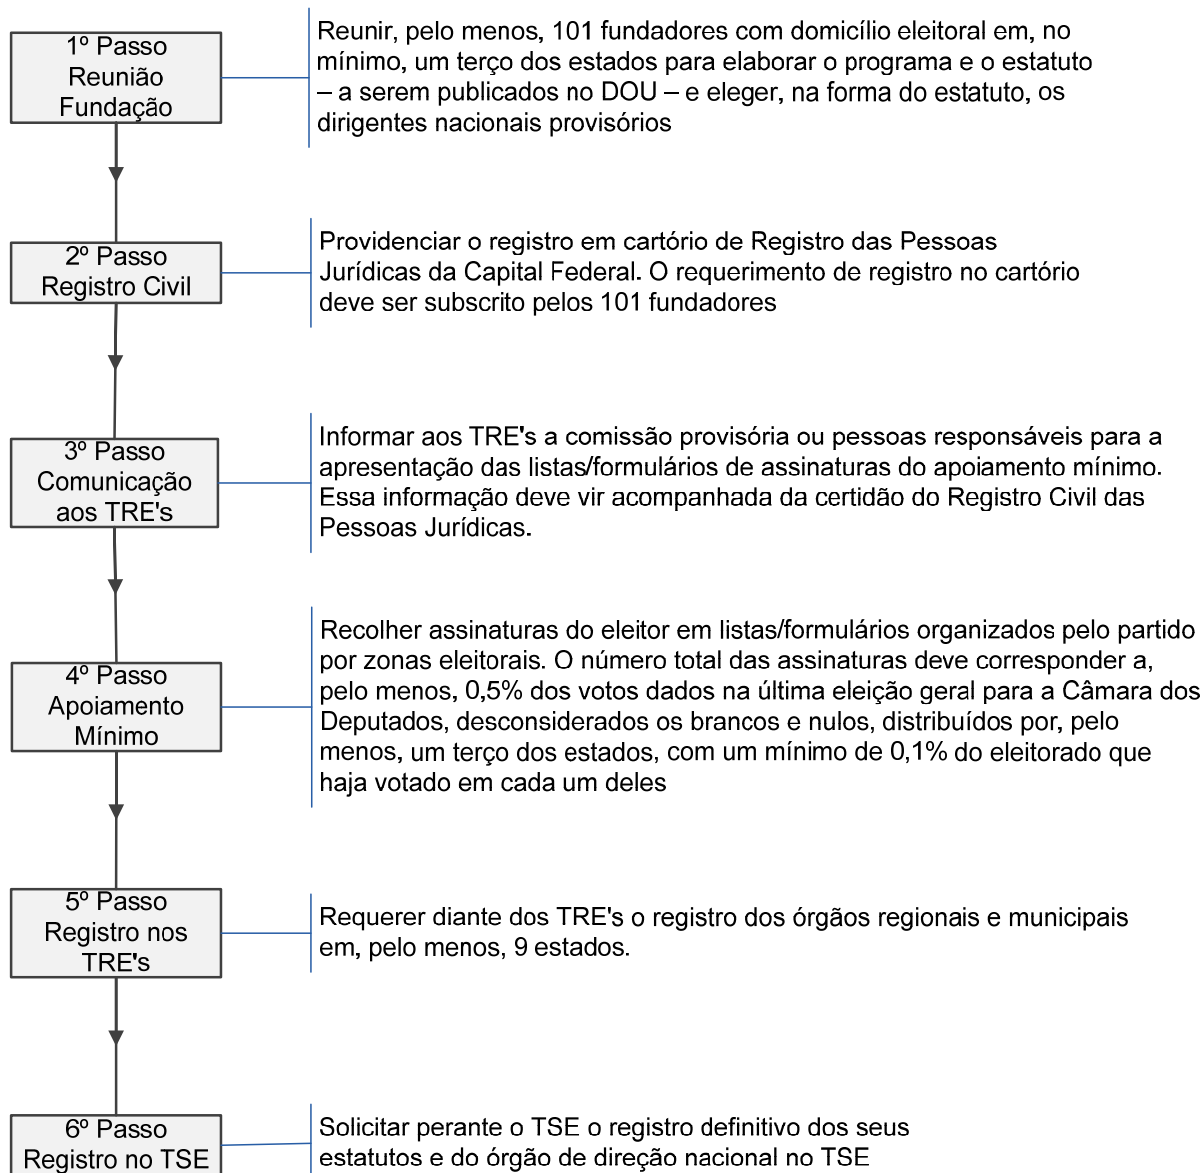 1º Passo
Reunião
Fundação
Reunir, pelo menos, 101 fundadores com domicílio eleitoral em, no
mínimo, um terço dos estados para elaborar o programa e o estatuto
– a serem publicados no DOU – e eleger, na forma do estatuto, os
dirigentes nacionais provisórios
2º Passo
Registro Civil
Providenciar o registro em cartório de Registro das Pessoas
Jurídicas da Capital Federal. O requerimento de registro no cartório
deve ser subscrito pelos 101 fundadores
3º Passo
Comunicação
aos TRE's
Informar aos TRE's a comissão provisória ou pessoas responsáveis para a
apresentação das listas/formulários de assinaturas do apoiamento mínimo.
Essa informação deve vir acompanhada da certidão do Registro Civil das
Pessoas Jurídicas.
4º Passo
Apoiamento
Mínimo
Recolher assinaturas do eleitor em listas/formulários organizados pelo partido
por zonas eleitorais. O número total das assinaturas deve corresponder a,
pelo menos, 0,5% dos votos dados na última eleição geral para a Câmara dos
Deputados, desconsiderados os brancos e nulos, distribuídos por, pelo
menos, um terço dos estados, com um mínimo de 0,1% do eleitorado que
haja votado em cada um deles
5º Passo
Registro nos
TRE's
Requerer diante dos TRE's o registro dos órgãos regionais e municipais
em, pelo menos, 9 estados.
6º Passo
Registro no TSE
Solicitar perante o TSE o registro definitivo dos seus
estatutos e do órgão de direção nacional no TSE